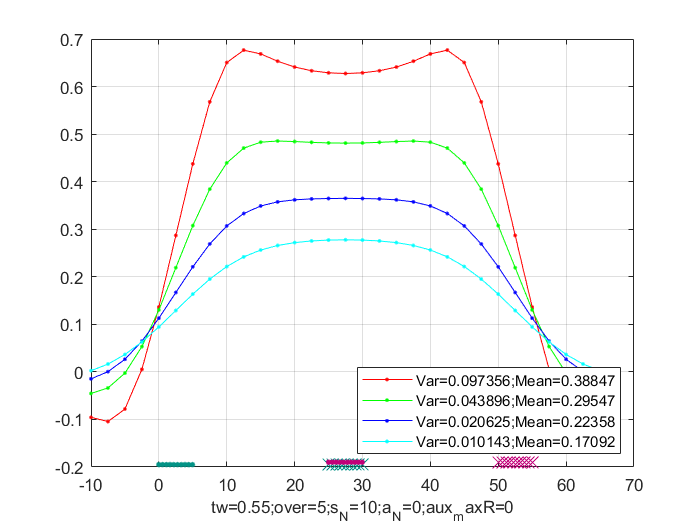 0.7
0.6
0.5
0.4
0.3
0.2
0.1
0
-0.1
-0.2
Var=0.097356;Mean=0.38847
Var=0.043896;Mean=0.29547
Var=0.020625;Mean=0.22358
Var=0.010143;Mean=0.17092
-10 0 10 20 30 40 50 60 70
tw=0.55;over=5;s_N=10;a_N=0;aux_maxR=0